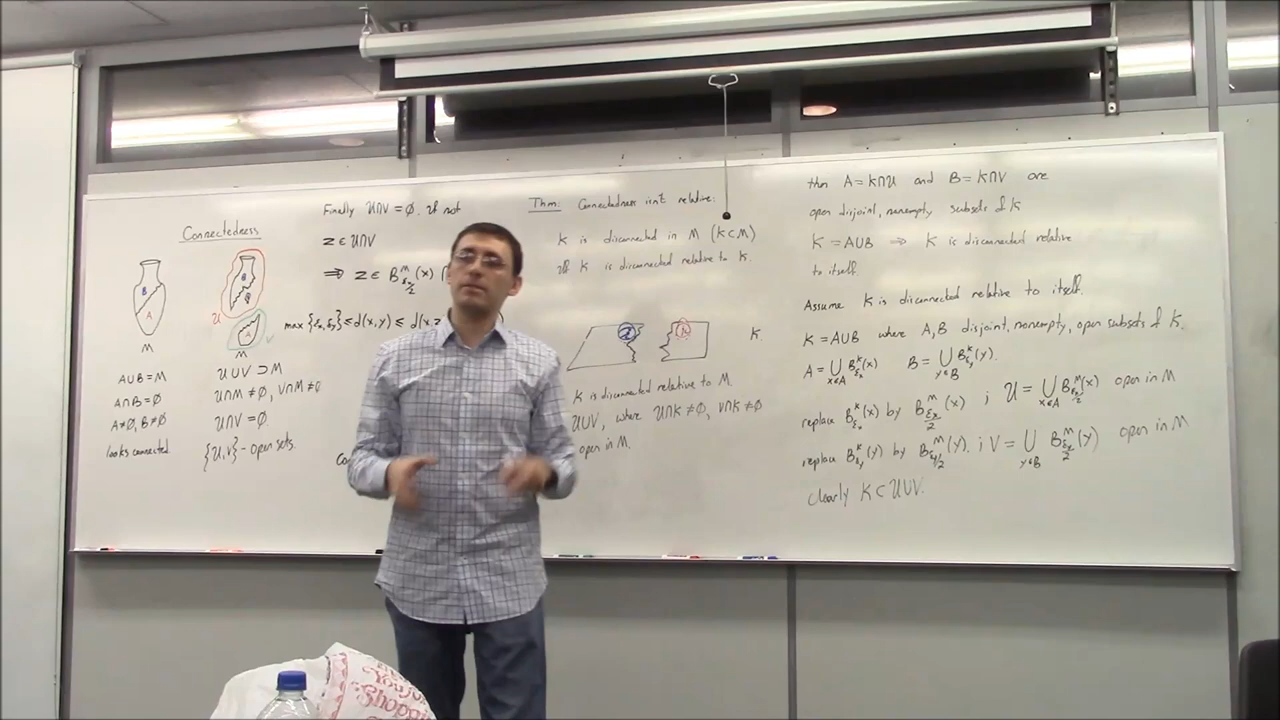 Connectedness
B
A
M
A∪B = M
A∩B = ∅
A≠∅, B≠∅
looks connected.
B
U
A
V
M
U∪V ⊃ M
U∩M ≠ ∅, V∩M ≠ ∅
U∩V = ∅.
{U,V} - open sets.
Finally U∩V = ∅. if not
z ∈ U∩V
⟹ z ∈ B^M_{εx/2}(x)
max{εx, εy} ≤ d(x,y) ≤ d(x,z
Thm: Connectedness isn't relative:
K is disconnected in M (K⊂M)
iff K is disconnected relative to K.
K
K is disconnected relative to M.
U∪V, where U∩K ≠ ∅, V∩K ≠ ∅
open in M.
then A = K∩U and B = K∩V are
open disjoint, nonempty subsets of K
K = A∪B ⟹ K is disconnected relative
to itself.
Assume K is disconnected relative to itself.
K = A∪B where A, B disjoint, nonempty, open subsets of K.
A = ∪_{x∈A} B^K_{εx}(x) B = ∪_{y∈B} B^K_{εy}(y).
replace B^K_{εx}(x) by B^M_{εx/2}(x) ; U = ∪_{x∈A} B^M_{εx/2}(x) open in M
replace B^K_{εy}(y) by B^M_{εy/2}(y). ; V = ∪_{y∈B} B^M_{εx/2}(y) open in M
clearly K ⊂ U∪V.